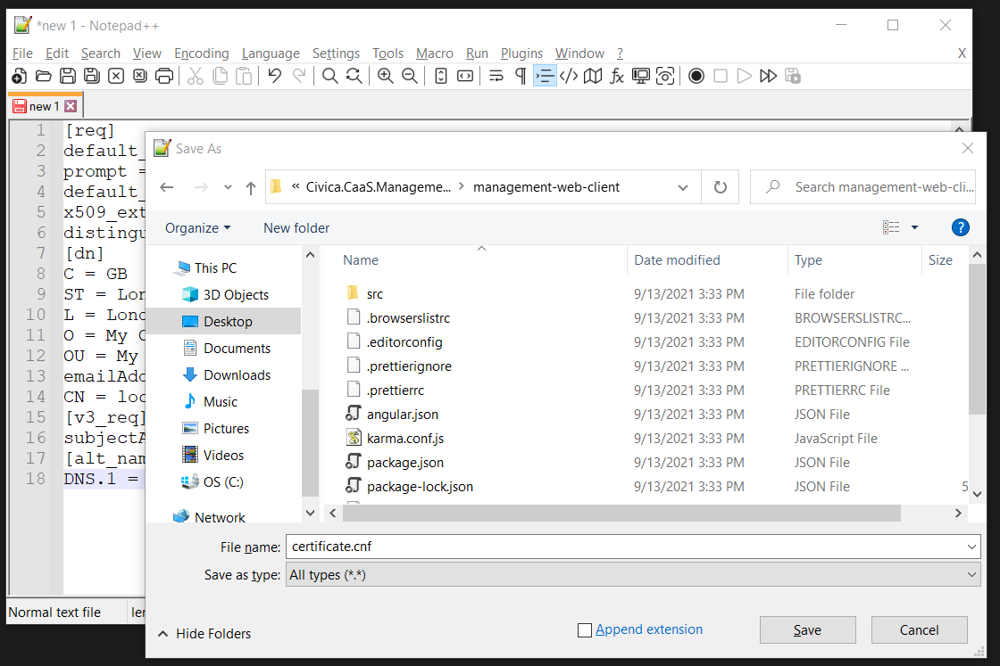 *new 1 - Notepad++
File Edit Search View Encoding Language Settings Tools Macro Run Plugins Window ? X
new 1
1 [req]
2 default_
3 prompt =
4 default_
5 x509_ext
6 distingu
7 [dn]
8 C = GB
9 ST = Lon
10 L = Lond
11 O = My C
12 OU = My
13 emailAdd
14 CN = loc
15 [v3_req]
16 subjectA
17 [alt_nam
18 DNS.1 =
Normal text file len
Save As
« Civica.CaaS.Manageme... > management-web-client
Search management-web-cli...
Organize New folder ?
This PC
3D Objects
Desktop
Documents
Downloads
Music
Pictures
Videos
OS (C:)
Network
Name Date modified Type Size
src 9/13/2021 3:33 PM File folder
.browserslistrc 9/13/2021 3:33 PM BROWSERSLISTRC...
.editorconfig 9/13/2021 3:33 PM EDITORCONFIG File
.prettierignore 9/13/2021 3:33 PM PRETTIERIGNORE ...
.prettierrc 9/13/2021 3:33 PM PRETTIERRC File
angular.json 9/13/2021 3:33 PM JSON File
karma.conf.js 9/13/2021 3:33 PM JavaScript File
package.json 9/13/2021 3:33 PM JSON File
package-lock.json 9/13/2021 3:33 PM JSON File 5
File name: certificate.cnf
Save as type: All types (*.*)
Hide Folders
Append extension
Save Cancel